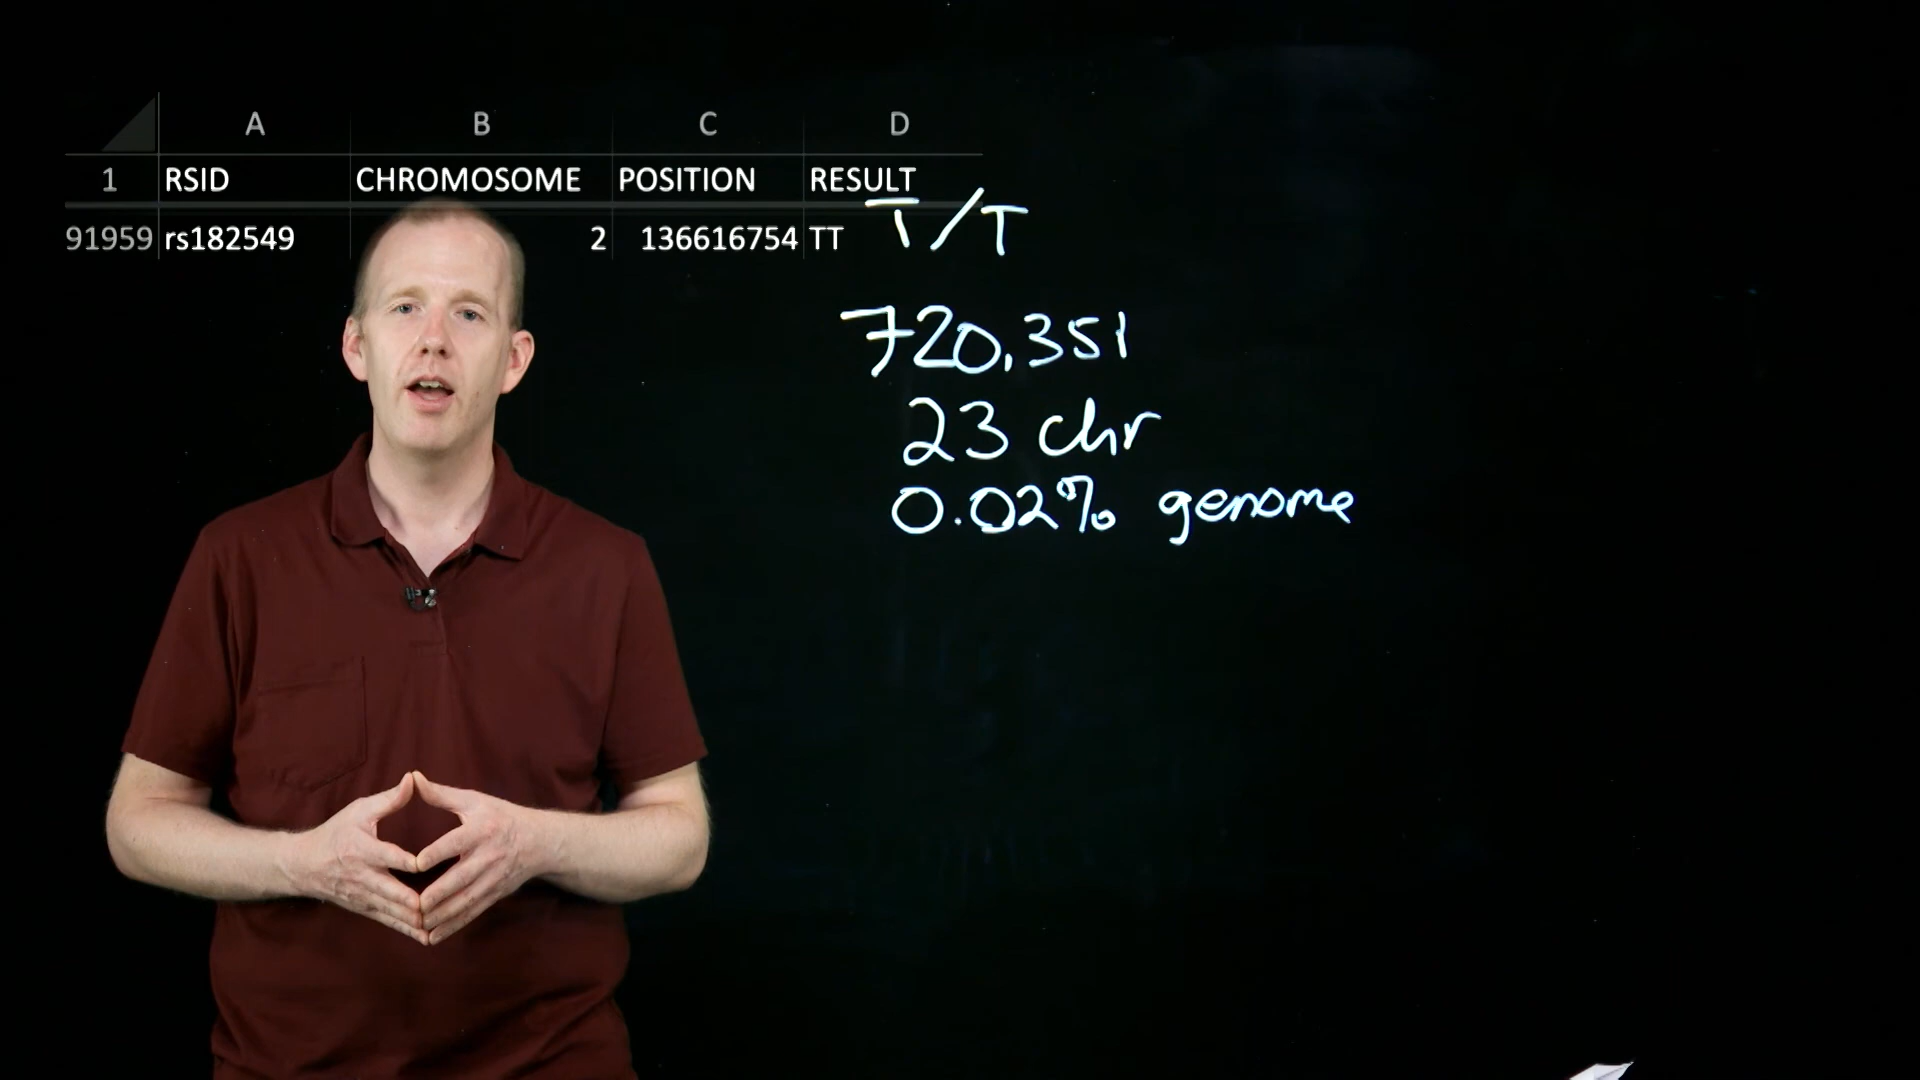 A B C D
1 RSID CHROMOSOME POSITION RESULT
91959 rs182549 2 136616754 TT
T/T
720,351
23 chr
0.02% genome